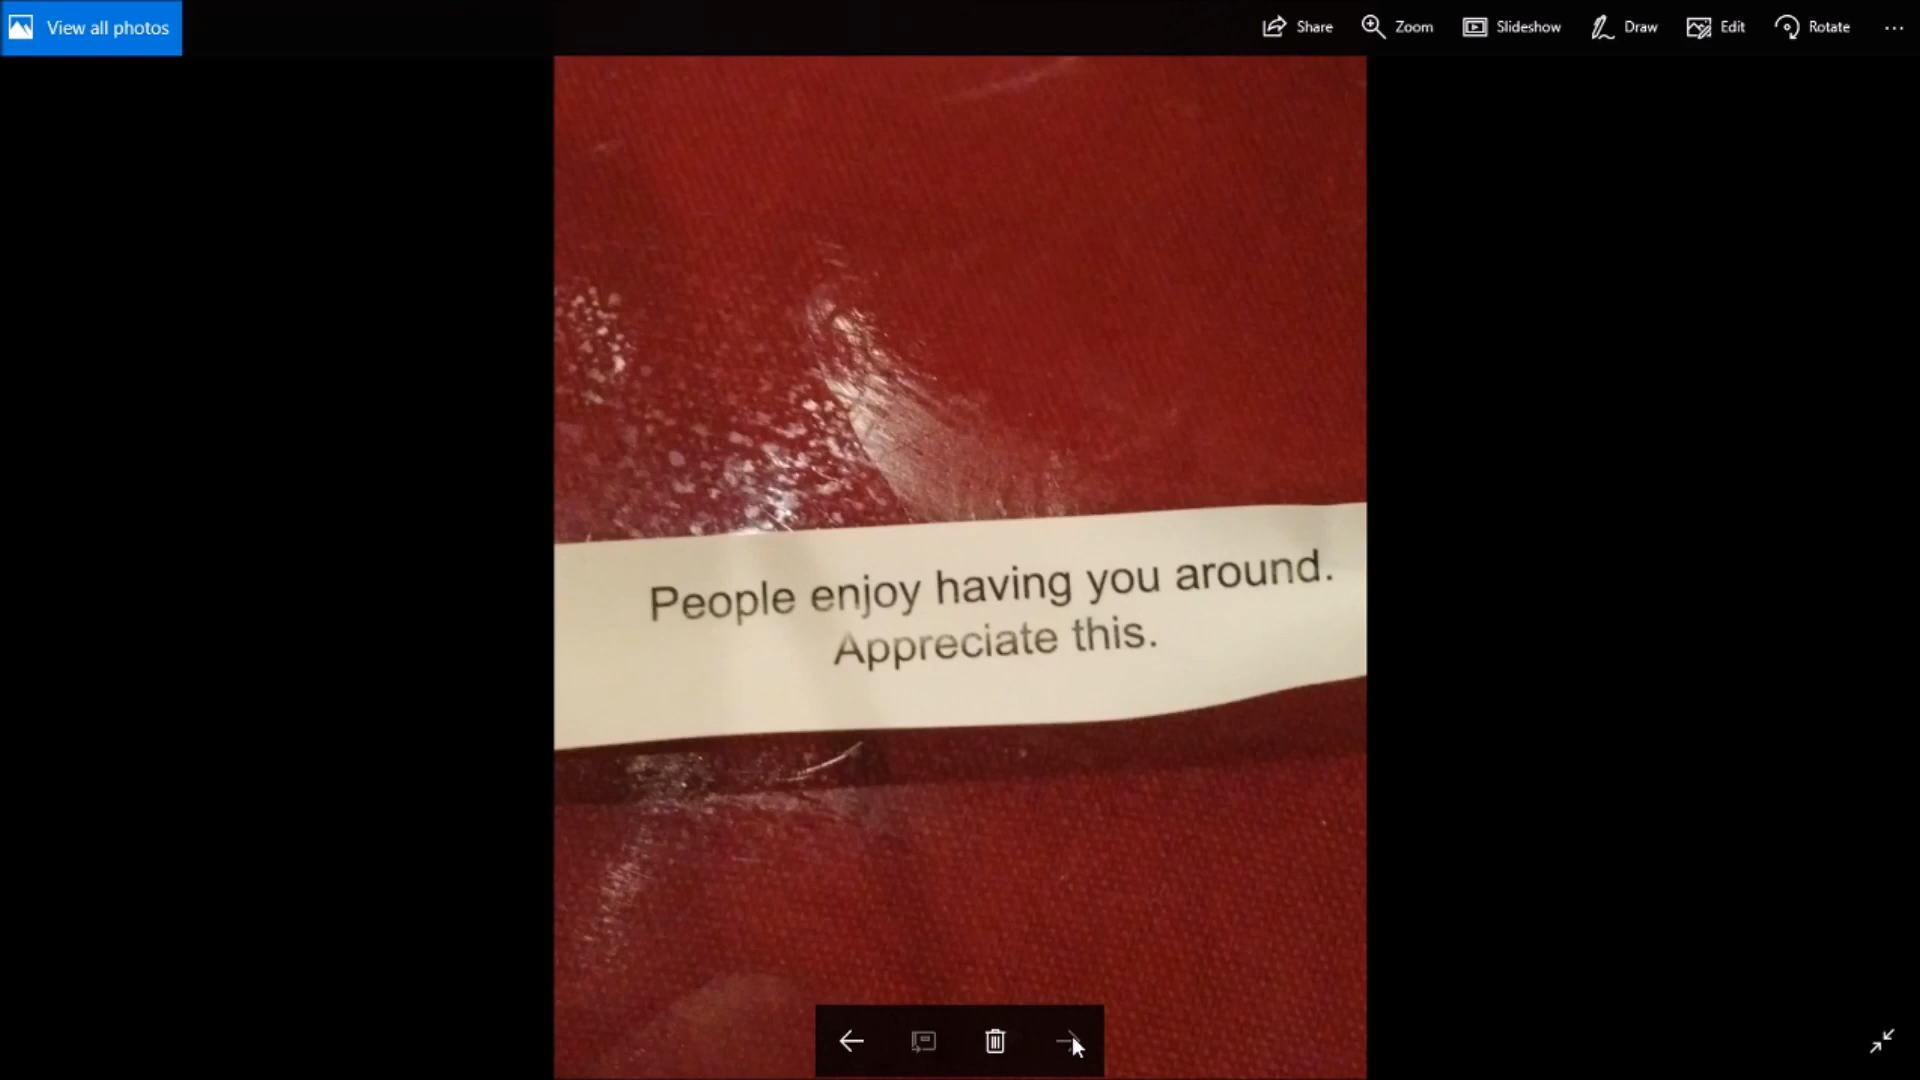 View all photos
Share Zoom Slideshow Draw Edit Rotate
People enjoy having you around.
Appreciate this.